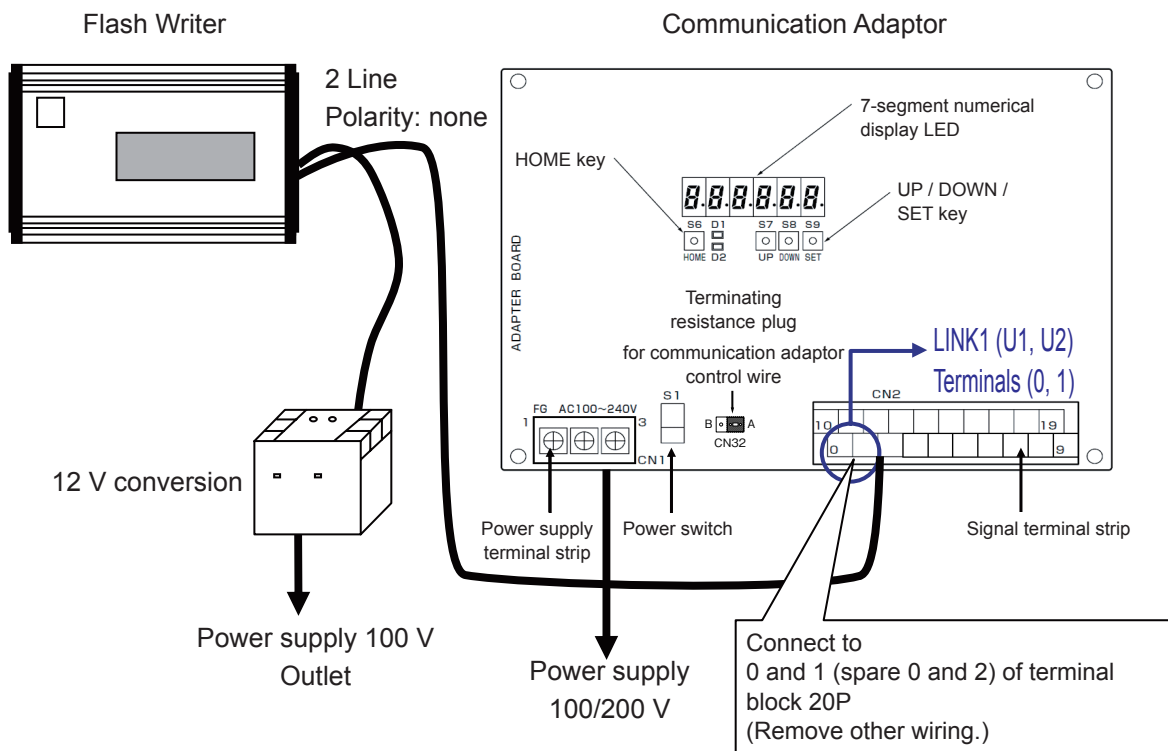 Flash Writer
Communication Adaptor
2 Line
Polarity: none
7-segment numerical
display LED
HOME key
UP / DOWN /
SET key
8.8.8.8.8.8.
S6 D1 S7 S8 S9
HOME D2 UP DOWN SET
ADAPTER BOARD
Terminating
resistance plug
for communication adaptor
control wire
LINK1 (U1, U2)
Terminals (0, 1)
CN2
S1
FG AC100~240V
1 3
B A
CN32
CN1
10 19
0 9
12 V conversion
Power supply
terminal strip
Power switch
Signal terminal strip
Power supply 100 V
Outlet
Power supply
100/200 V
Connect to
0 and 1 (spare 0 and 2) of terminal
block 20P
(Remove other wiring.)